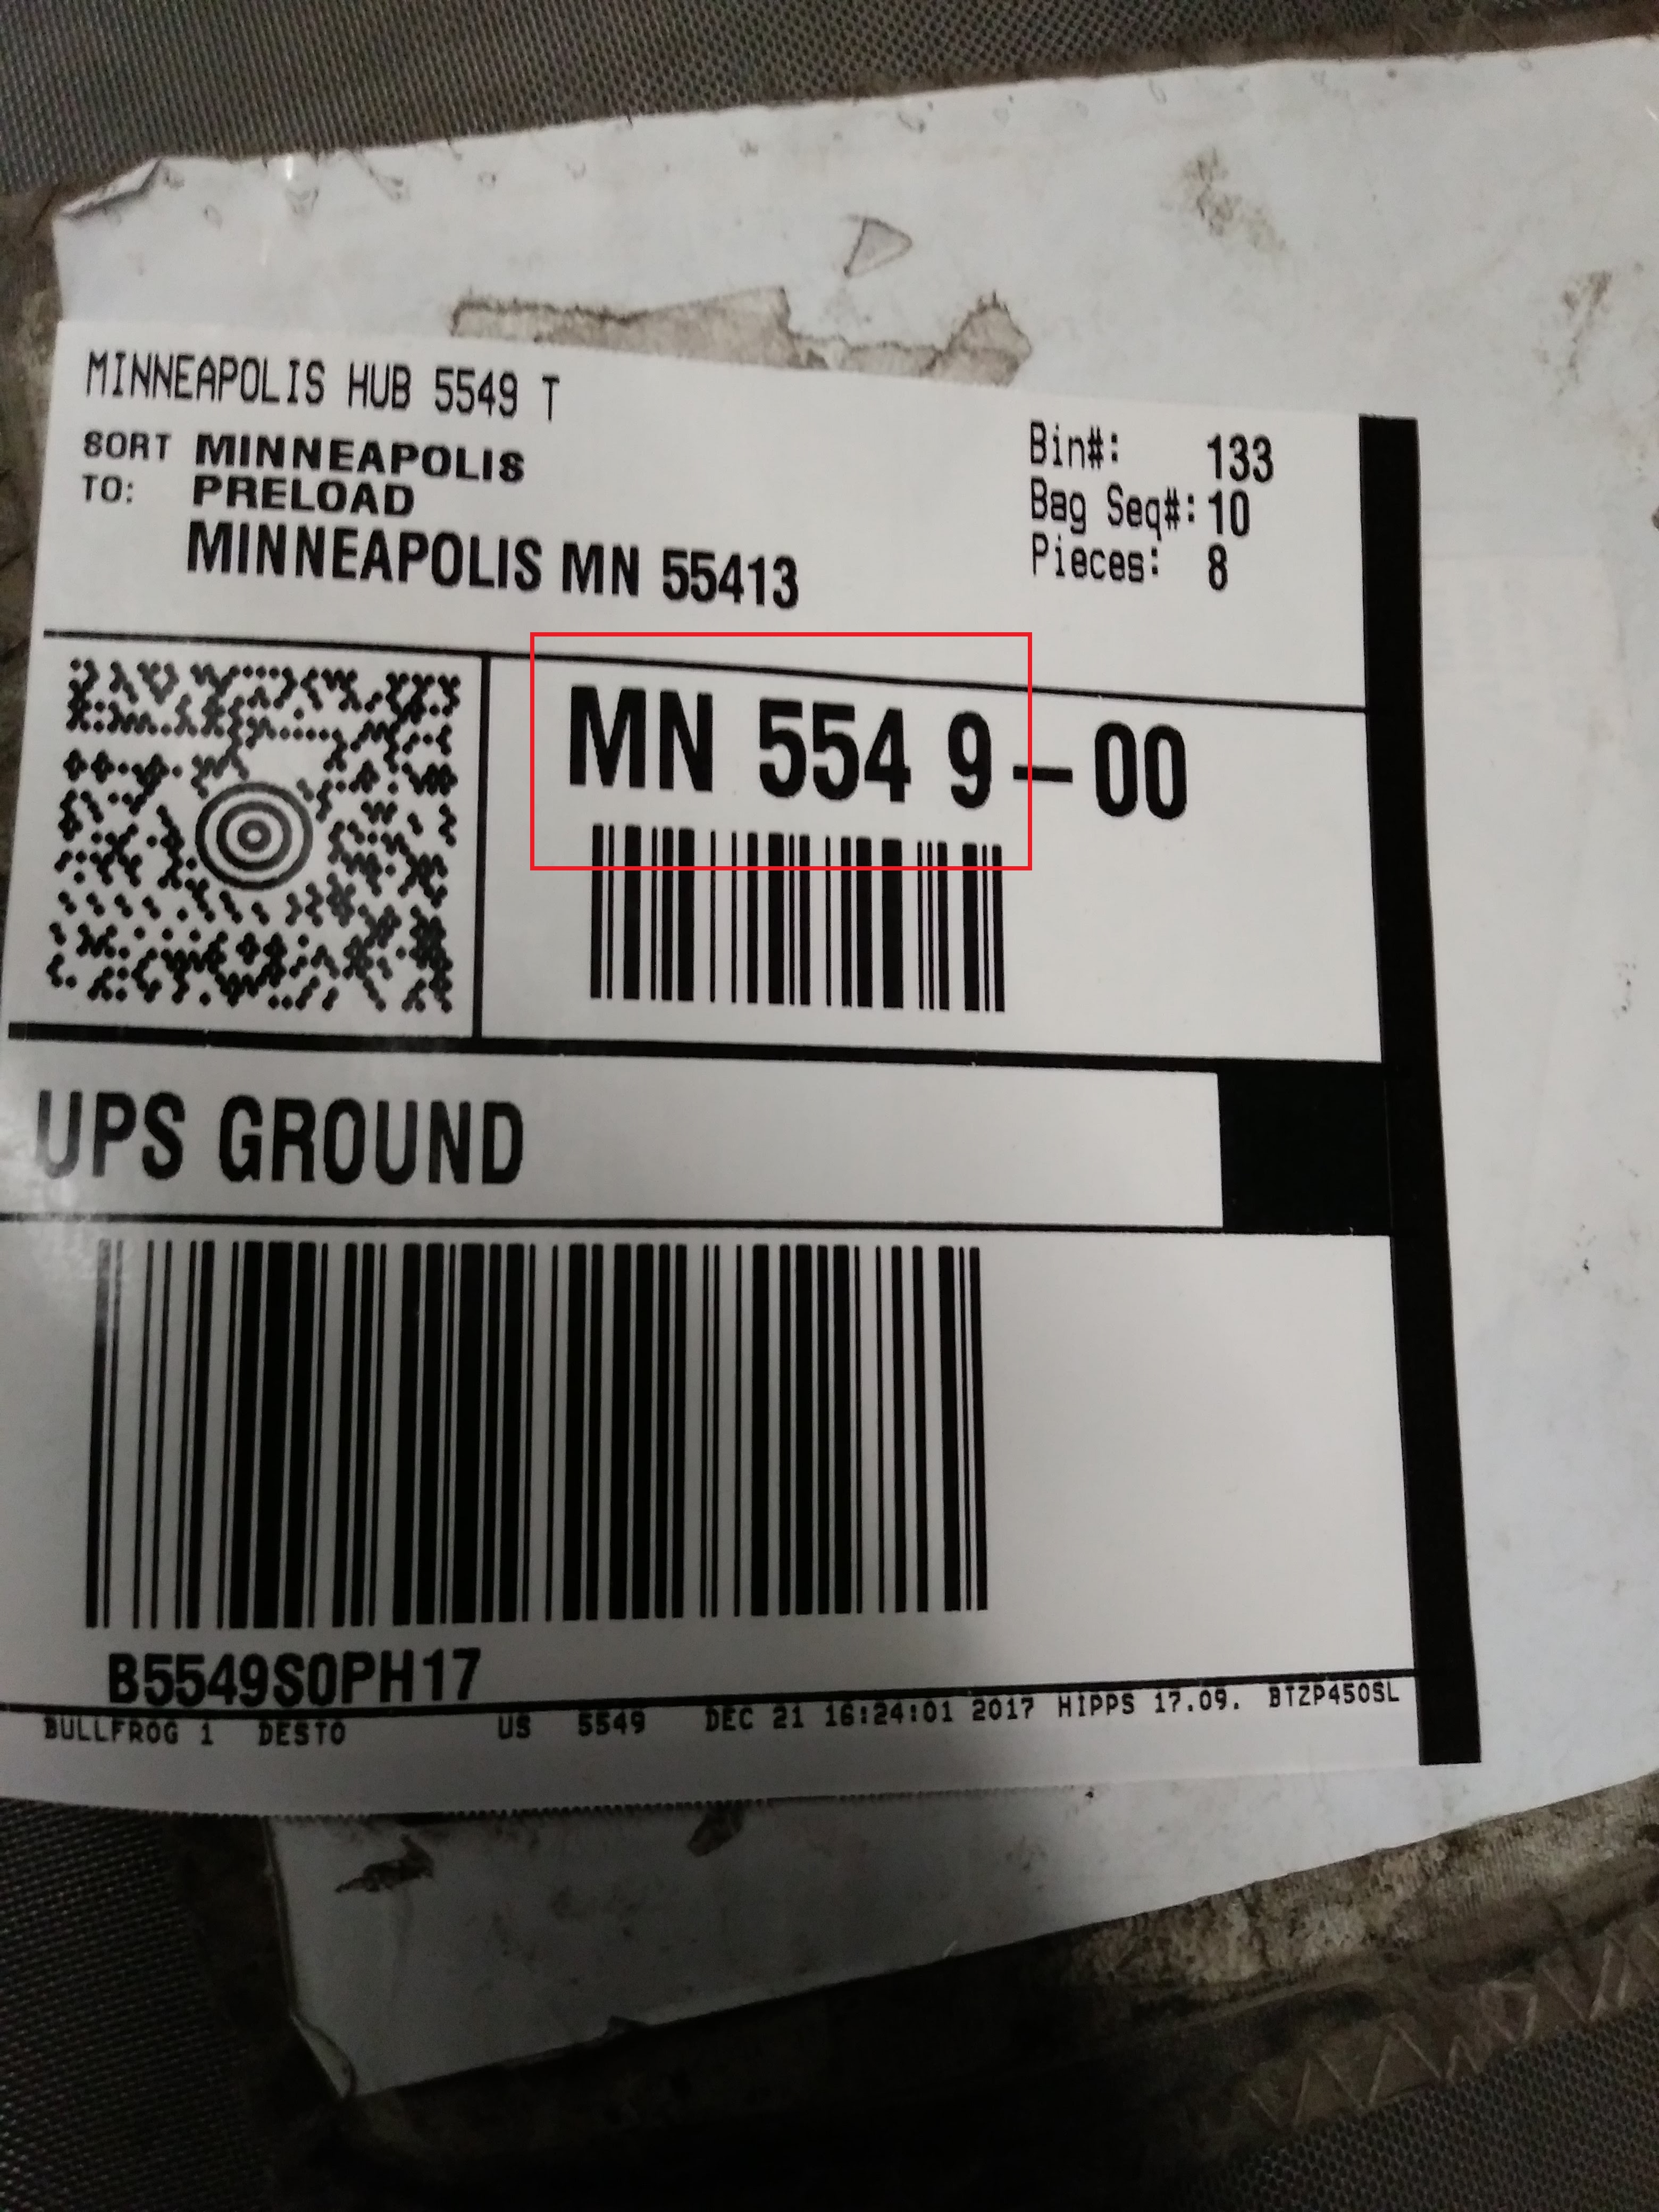 MINNEAPOLIS HUB 5549 T
SORT MINNEAPOLIS
TO: PRELOAD
MINNEAPOLIS MN 55413
Bin#: 133
Bag Seq#: 10
Pieces: 8
MN 554 9-00
UPS GROUND
B5549S0PH17
BULLFROG 1 DESTO US 5549 DEC 21 16:24:01 2017 HIPPS 17.09. BTZP450SL